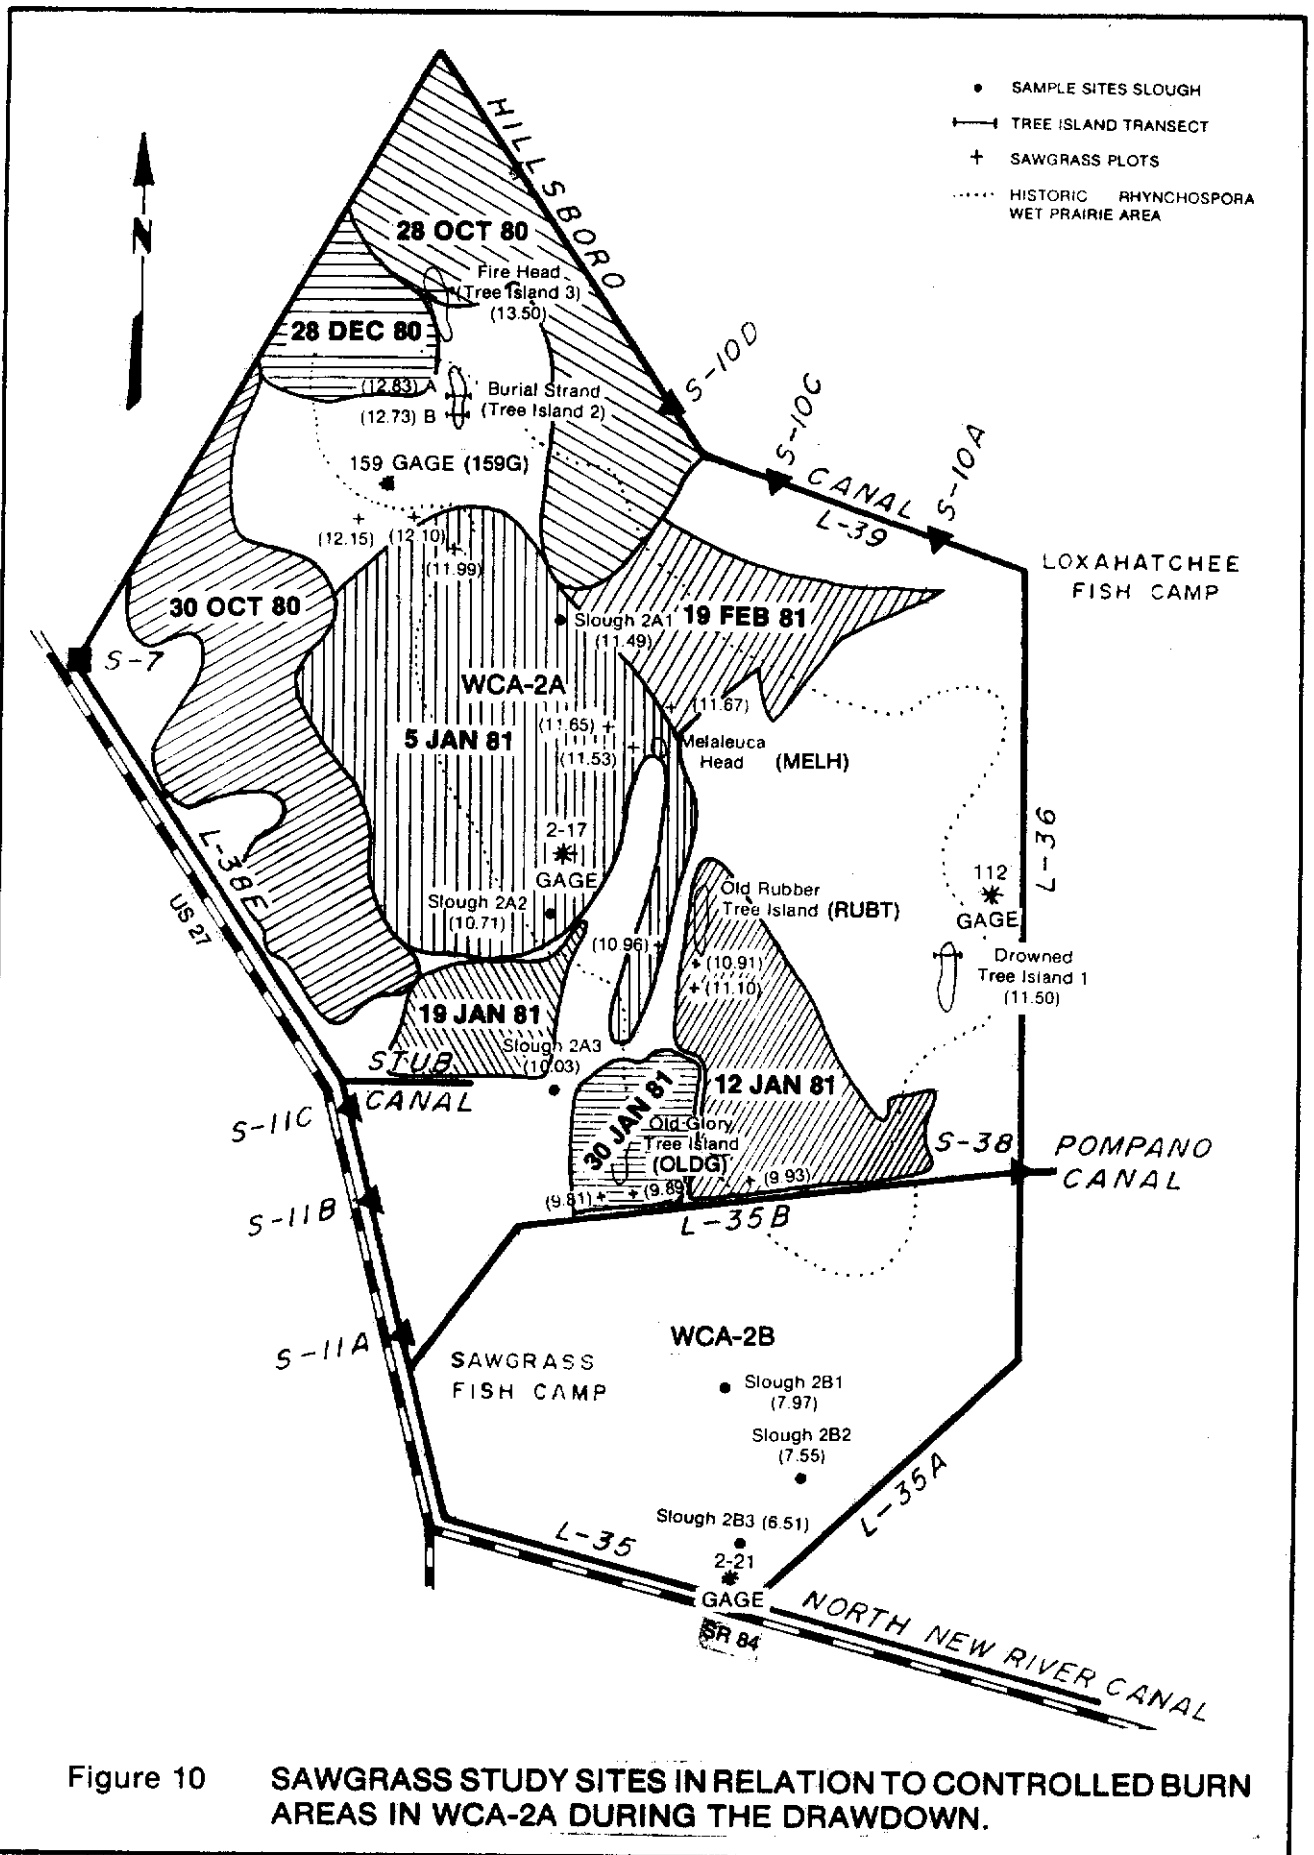 SAMPLE SITES SLOUGH
TREE ISLAND TRANSECT
SAWGRASS PLOTS
HISTORIC RHYNCHOSPORA
WET PRAIRIE AREA
N
HILLSBORO
28 OCT 80
Fire Head
(Tree Island 3)
(13.50)
28 DEC 80
S-10D
S-10C
S-10A
(12.83) A
Burial Strand
(12.73) B
(Tree Island 2)
159 GAGE (159G)
CANAL
L-39
(12.15)
(12.10)
(11.99)
LOXAHATCHEE
FISH CAMP
30 OCT 80
Slough 2A1
(11.49)
19 FEB 81
S-7
WCA-2A
(11.67)
(11.65)
5 JAN 81
(11.53)
Melaleuca
Head (MELH)
L-36
2-17
GAGE
L-38E
US 27
112
GAGE
Slough 2A2
(10.71)
Old Rubber
Tree Island (RUBT)
(10.96)
(10.91)
(11.10)
Drowned
Tree Island 1
(11.50)
19 JAN 81
Slough 2A3
(10.03)
STUB
CANAL
30 JAN 81
12 JAN 81
S-11C
Old Glory
Tree Island
(OLDG)
S-38
POMPANO
CANAL
(9.81)
(9.89)
(9.93)
S-11B
L-35B
S-11A
WCA-2B
SAWGRASS
FISH CAMP
Slough 2B1
(7.97)
Slough 2B2
(7.55)
L-35A
Slough 2B3 (6.51)
L-35
2-21
GAGE
SR 84
NORTH NEW RIVER CANAL
Figure 10 SAWGRASS STUDY SITES IN RELATION TO CONTROLLED BURN
AREAS IN WCA-2A DURING THE DRAWDOWN.